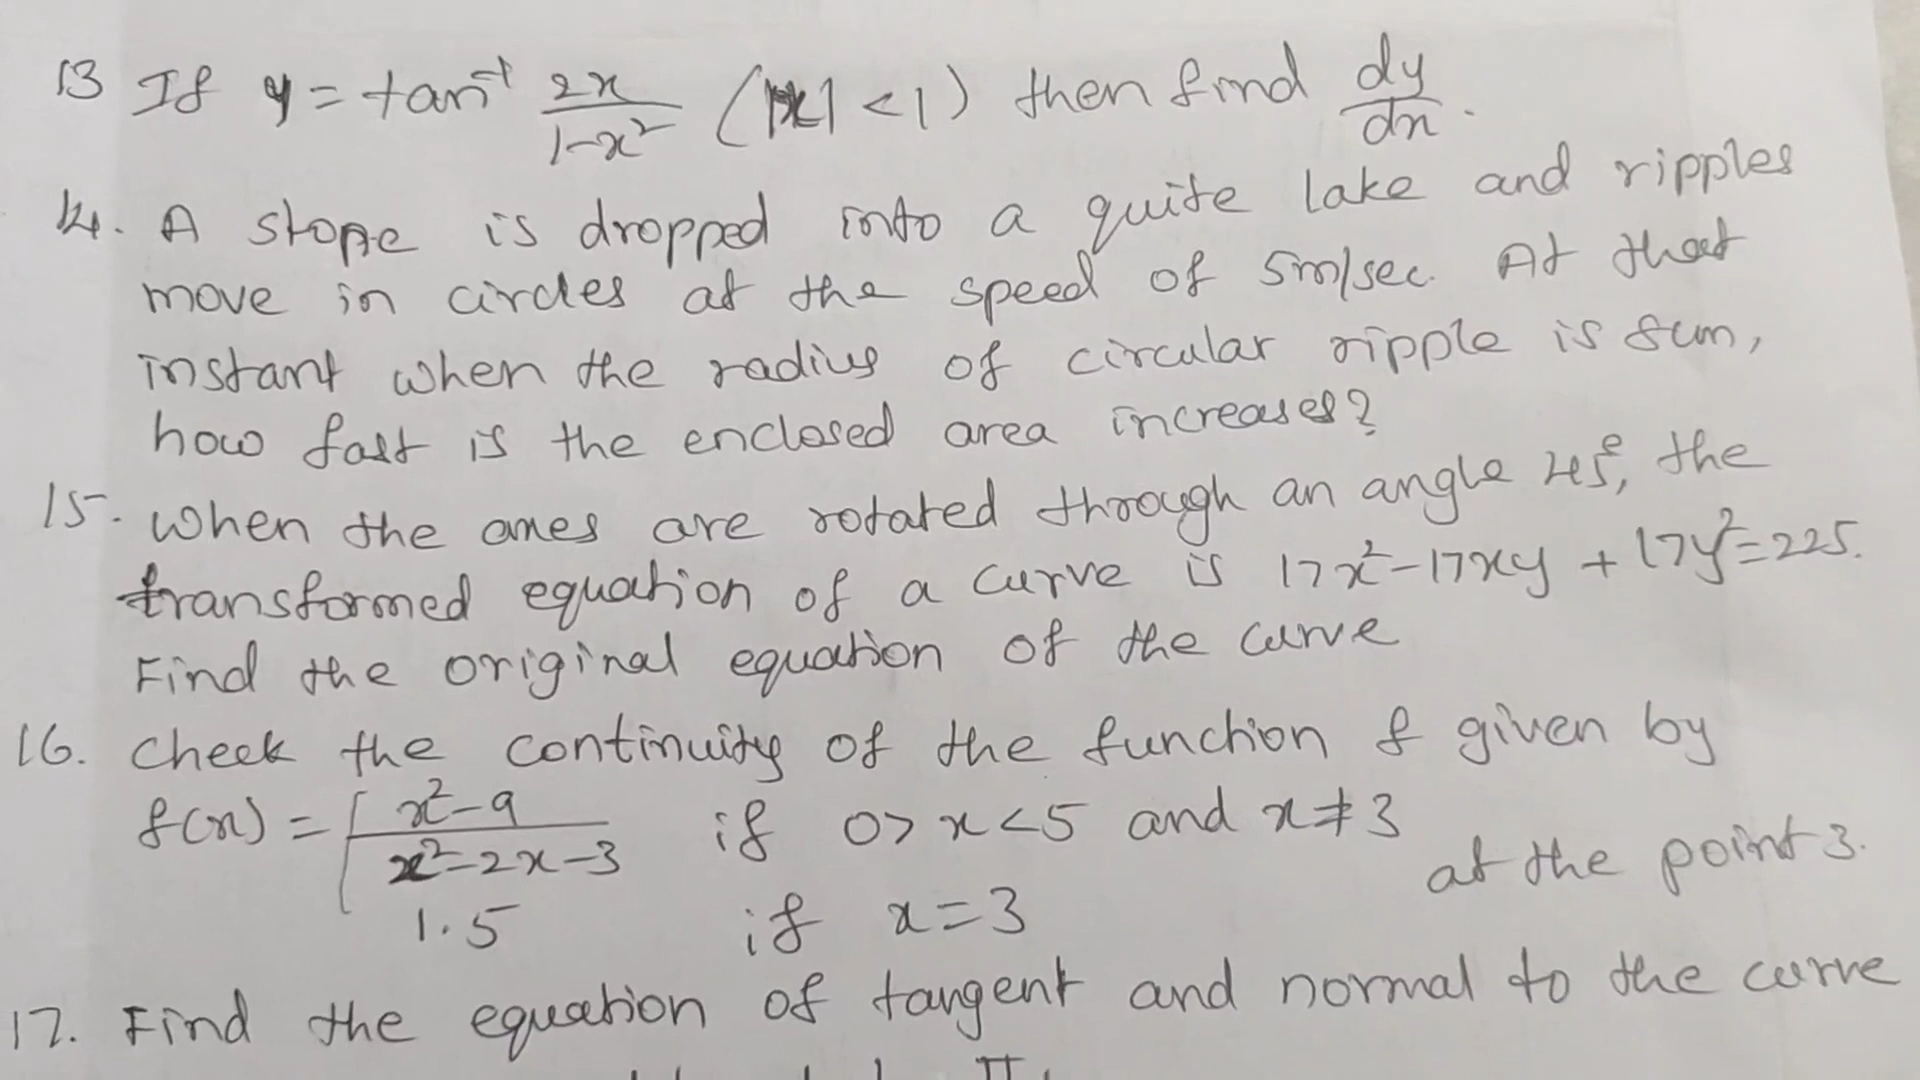 13 If y = tan⁻¹ 2x/1-x² (|x| < 1) then find dy/dx.
14. A stone is dropped into a quite lake and ripples
move in circles at the speed of 5m/sec. At that
instant when the radius of circular ripple is 8cm,
how fast is the enclosed area increases?
15. When the axes are rotated through an angle 45°, the
transformed equation of a curve is 17x²-17xy + 17y²=225.
Find the original equation of the curve
16. Check the continuity of the function f given by
f(x) = [ x²-9 / x²-2x-3 if 0> x<5 and x≠3
at the point 3.
1.5 if x=3
17. Find the equation of tangent and normal to the curve